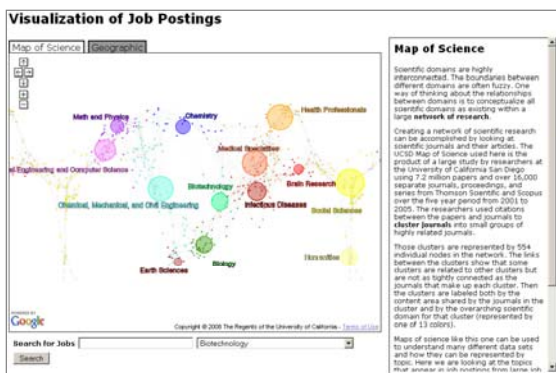 Visualization of Job Postings
Map of Science
Geographic
Health Professionals
Chemistry
Math and Physics
Medical Specialties
al Engineering and Computer Science
Brain Research
Biotechnology
Infectious Diseases
Chemical, Mechanical, and Civil Engineering
Social Sciences
Humanities
Biology
Earth Sciences
POWERED BY
Google
Copyright © 2008 The Regents of the University of California - Terms of Use
Search for Jobs
Biotechnology
Search
Map of Science
Scientific domains are highly
interconnected. The boundaries between
different domains are often fuzzy. One
way of thinking about the relationships
between domains is to conceptualize all
scientific domains as existing within a
large network of research.
Creating a network of scientific research
can be accomplished by looking at
scientific journals and their articles. The
UCSD Map of Science used here is the
product of a large study by researchers at
the University of California San Diego
using 7.2 million papers and over 16,000
separate journals, proceedings, and
series from Thomson Scientific and Scopus
over the five year period from 2001 to
2005. The researchers used citations
between the papers and journals to
cluster journals into small groups of
highly related journals.
Those clusters are represented by 554
individual nodes in the network. The links
between the clusters show that some
clusters are related to other clusters but
are not as tightly connected as the
journals that make up each cluster. Then
the clusters are labeled both by the
content area shared by the journals in the
cluster and by the overarching scientific
domain for that cluster (represented by
one of 13 colors).
Maps of science like this one can be used
to understand many different data sets
and how they can be represented by
topic. Here we are looking at the topics
that appear in job postings from large job